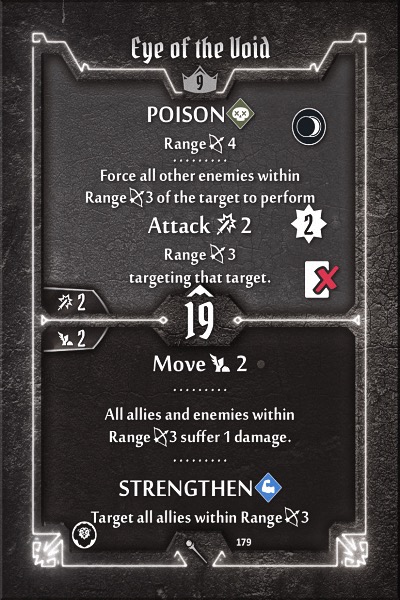 Eye of the Void
9
POISON
Range 4
Force all other enemies within
Range 3 of the target to perform
Attack 2
2
Range 3
targeting that target.
2
19
2
Move 2
All allies and enemies within
Range 3 suffer 1 damage.
STRENGTHEN
Target all allies within Range 3
179